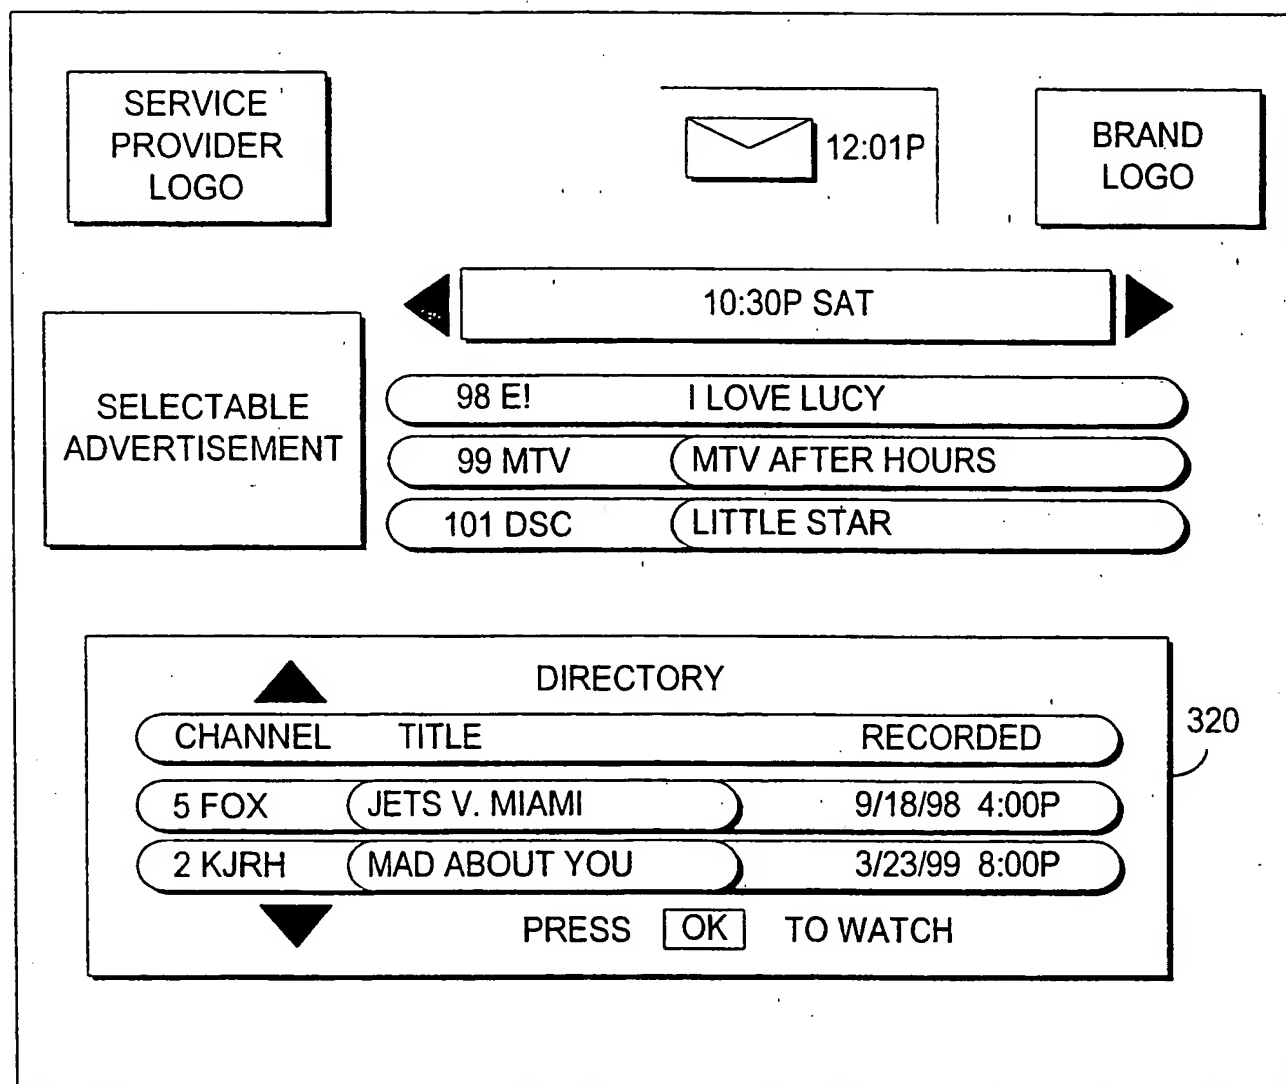 SERVICE
PROVIDER
LOGO
12:01P
BRAND
LOGO
10:30P SAT
SELECTABLE
ADVERTISEMENT
98 E! I LOVE LUCY
99 MTV MTV AFTER HOURS
101 DSC LITTLE STAR
DIRECTORY
CHANNEL TITLE RECORDED
320
5 FOX JETS V. MIAMI 9/18/98 4:00P
2 KJRH MAD ABOUT YOU 3/23/99 8:00P
PRESS OK TO WATCH